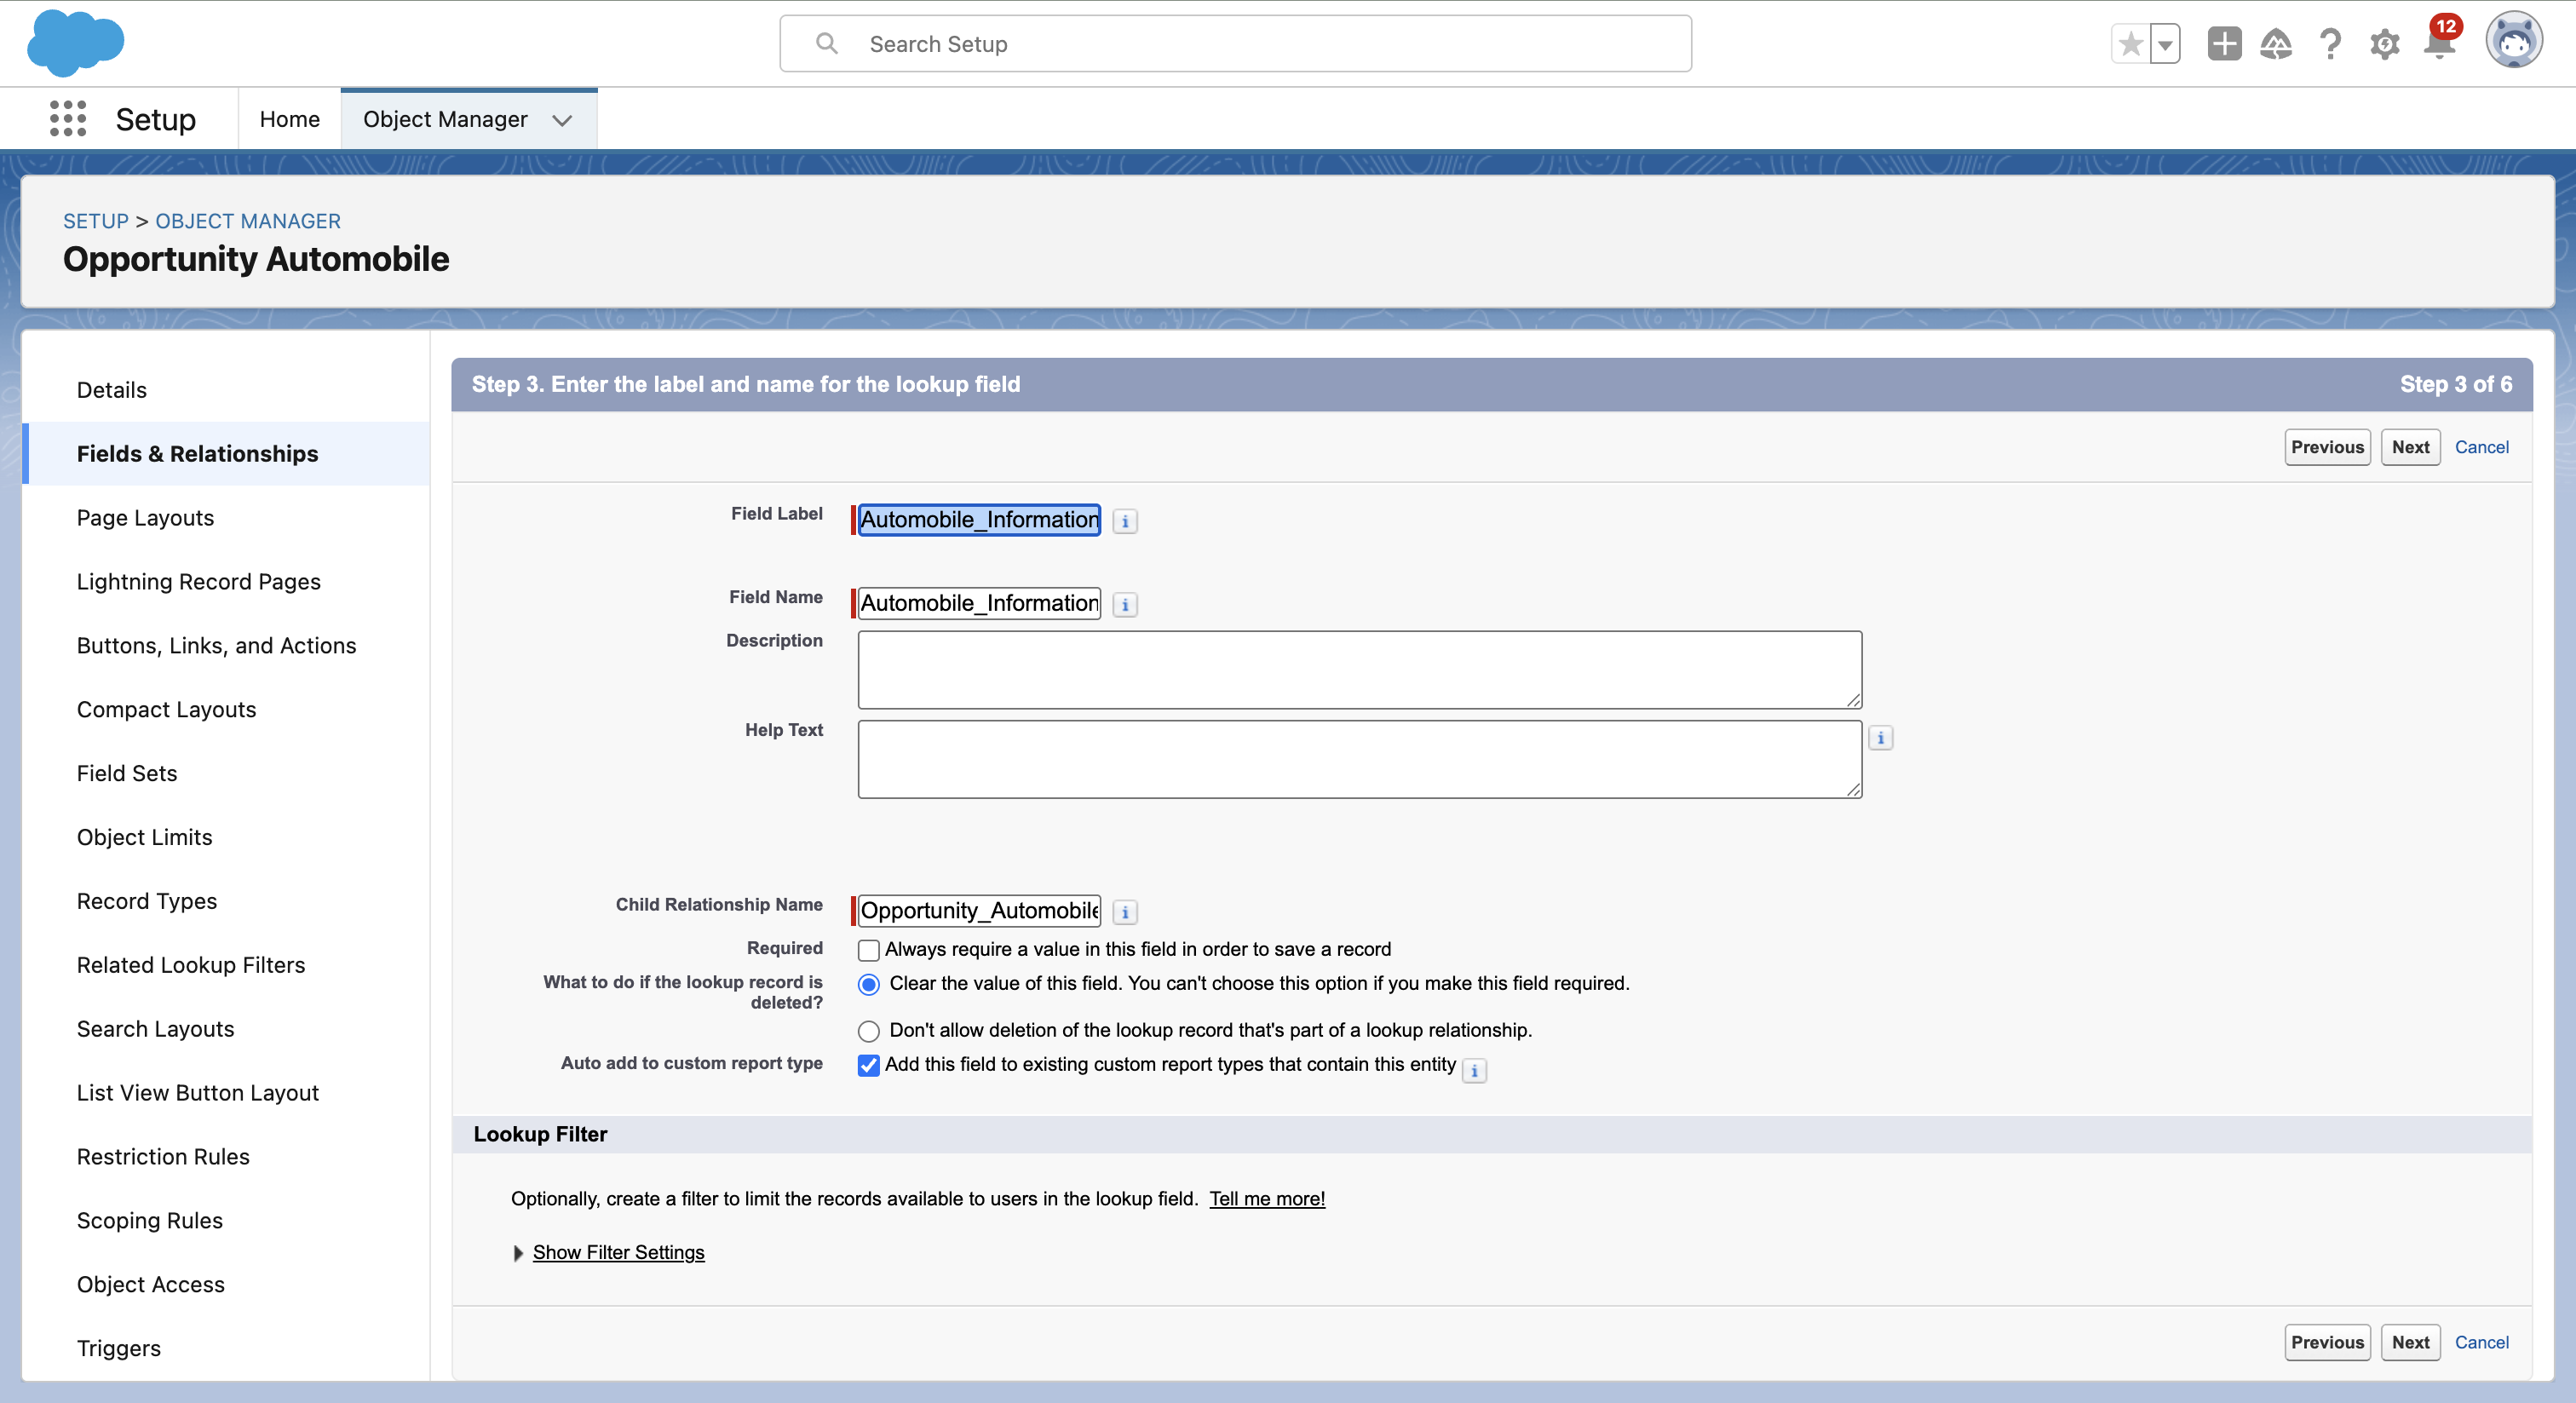 Search Setup
12
Setup
Home
Object Manager
SETUP > OBJECT MANAGER
Opportunity Automobile
Details
Fields & Relationships
Page Layouts
Lightning Record Pages
Buttons, Links, and Actions
Compact Layouts
Field Sets
Object Limits
Record Types
Related Lookup Filters
Search Layouts
List View Button Layout
Restriction Rules
Scoping Rules
Object Access
Triggers
Step 3. Enter the label and name for the lookup field Step 3 of 6
Previous Next Cancel
Field Label Automobile_Information i
Field Name Automobile_Information i
Description
Help Text i
Child Relationship Name Opportunity_Automobile i
Required Always require a value in this field in order to save a record
What to do if the lookup record is deleted? Clear the value of this field. You can't choose this option if you make this field required.
Don't allow deletion of the lookup record that's part of a lookup relationship.
Auto add to custom report type Add this field to existing custom report types that contain this entity i
Lookup Filter
Optionally, create a filter to limit the records available to users in the lookup field. Tell me more!
Show Filter Settings
Previous Next Cancel